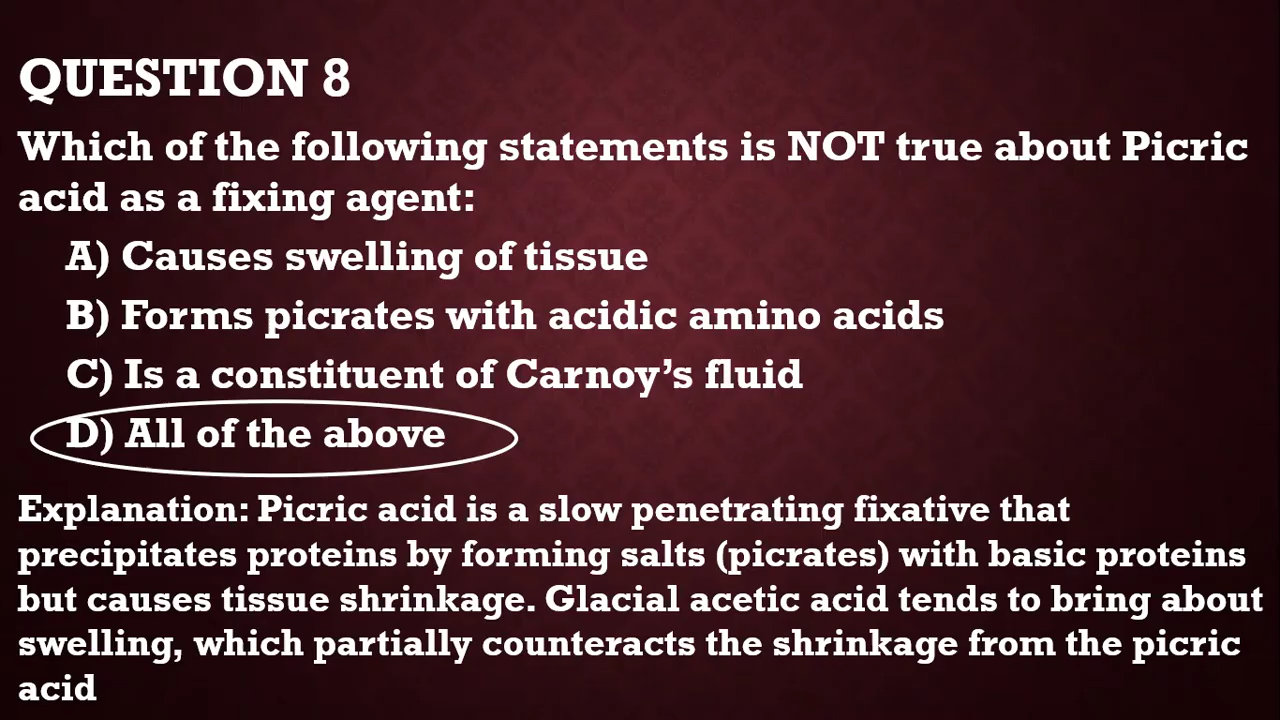 QUESTION 8
Which of the following statements is NOT true about Picric
acid as a fixing agent:
A) Causes swelling of tissue
B) Forms picrates with acidic amino acids
C) Is a constituent of Carnoy’s fluid
D) All of the above
Explanation: Picric acid is a slow penetrating fixative that
precipitates proteins by forming salts (picrates) with basic proteins
but causes tissue shrinkage. Glacial acetic acid tends to bring about
swelling, which partially counteracts the shrinkage from the picric
acid